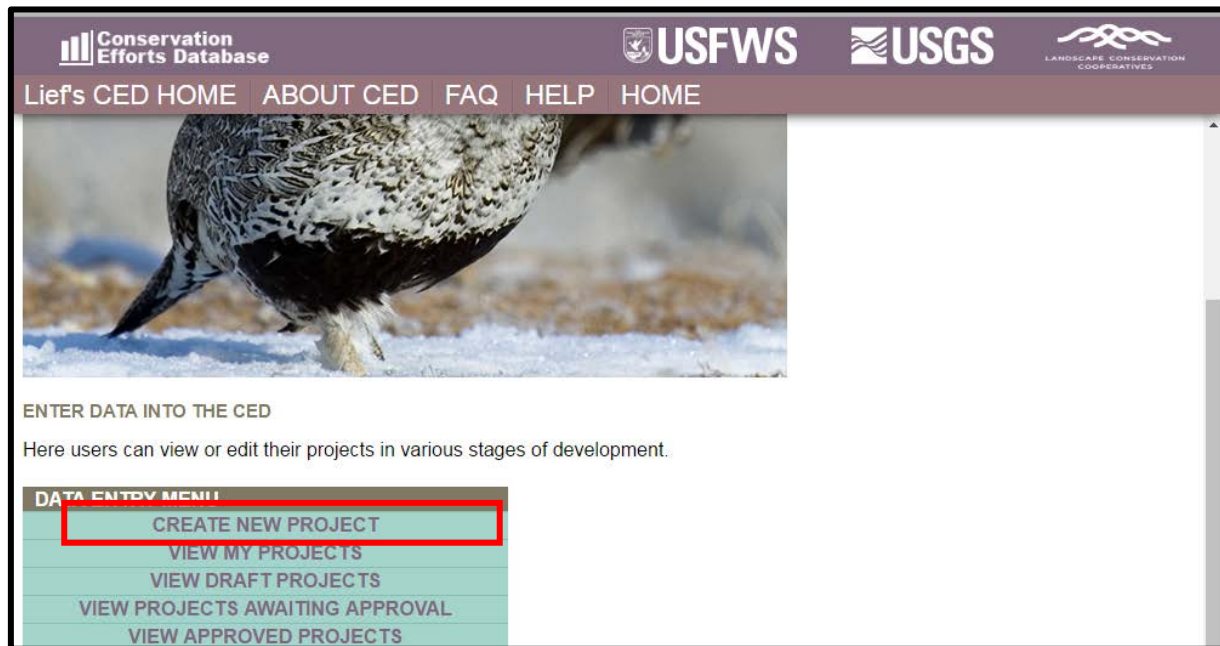 Conservation
Efforts Database
USFWS
USGS
LANDSCAPE CONSERVATION
COOPERATIVES
Lief's CED HOME ABOUT CED FAQ HELP HOME
ENTER DATA INTO THE CED
Here users can view or edit their projects in various stages of development.
DATA ENTRY MENU
CREATE NEW PROJECT
VIEW MY PROJECTS
VIEW DRAFT PROJECTS
VIEW PROJECTS AWAITING APPROVAL
VIEW APPROVED PROJECTS